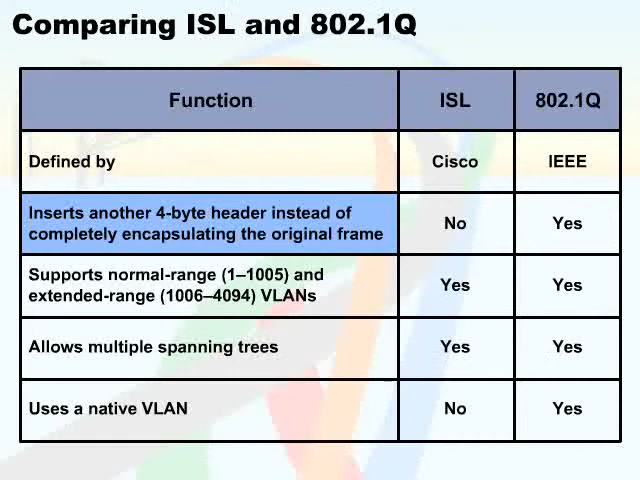 Comparing ISL and 802.1Q
Function ISL 802.1Q
Defined by Cisco IEEE
Inserts another 4-byte header instead of
completely encapsulating the original frame No Yes
Supports normal-range (1–1005) and
extended-range (1006–4094) VLANs Yes Yes
Allows multiple spanning trees Yes Yes
Uses a native VLAN No Yes